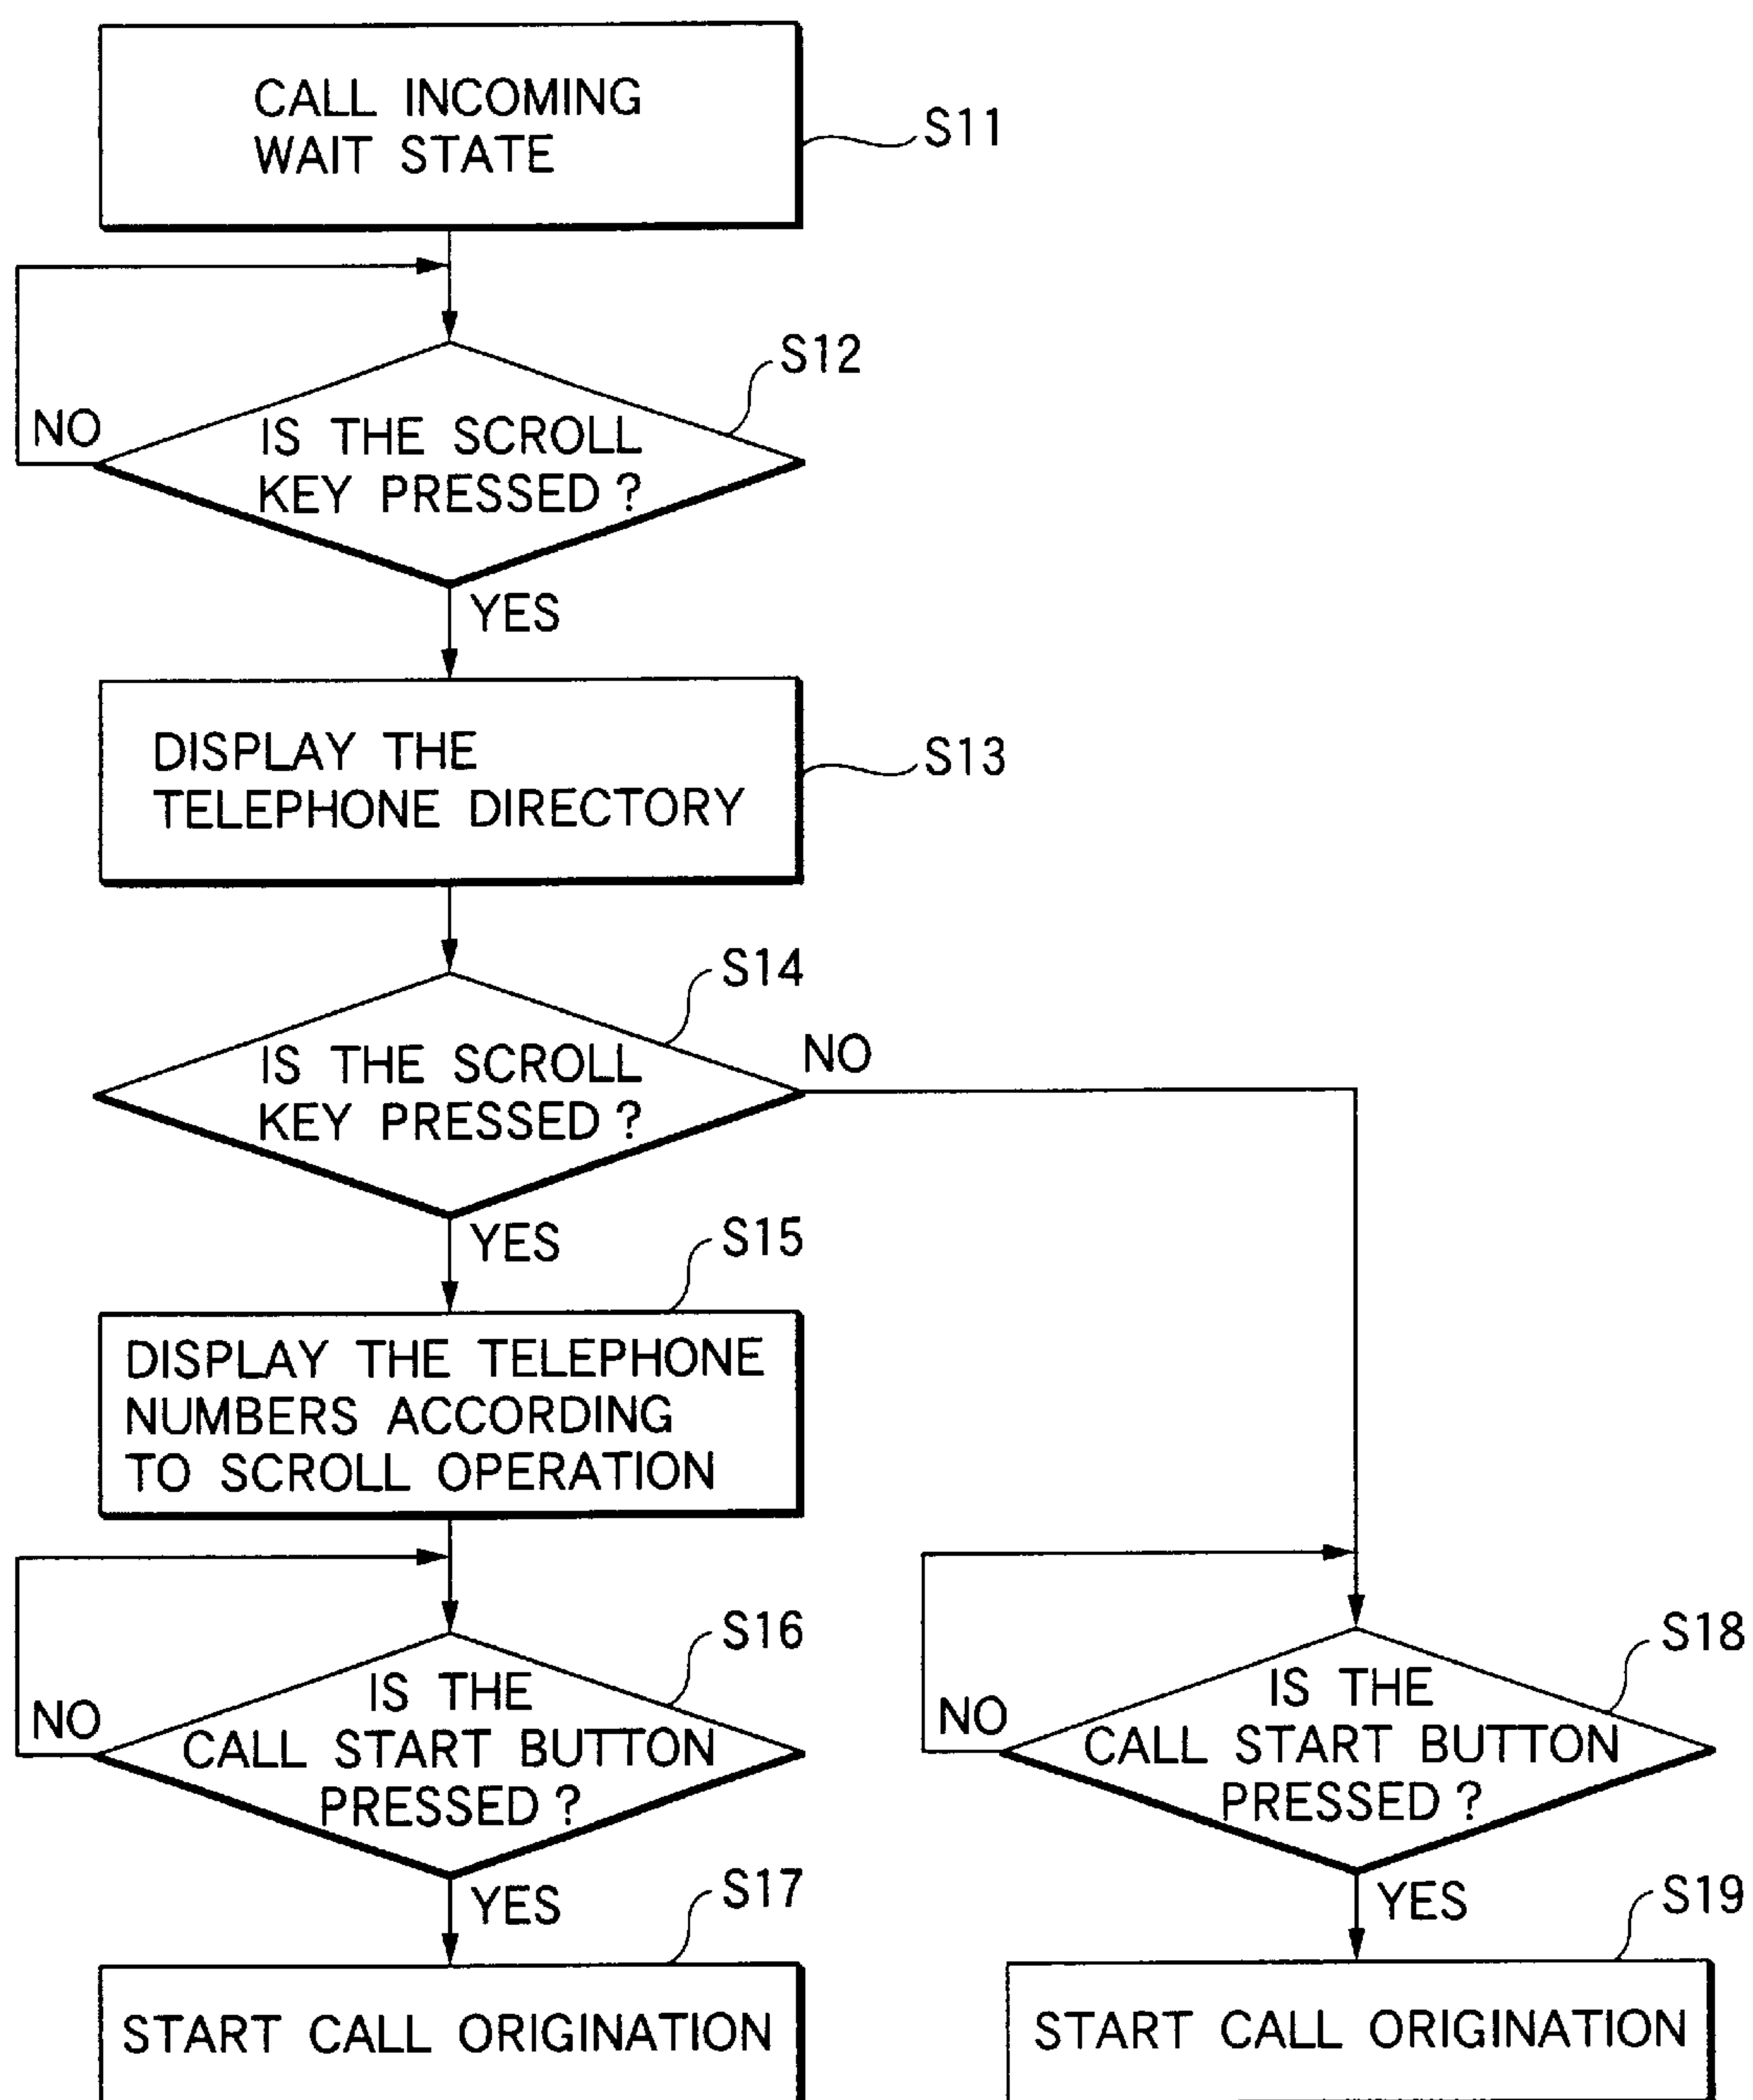 CALL INCOMING
WAIT STATE
S11
S12
NO
IS THE SCROLL
KEY PRESSED ?
YES
DISPLAY THE
TELEPHONE DIRECTORY
S13
S14
IS THE SCROLL
KEY PRESSED ?
NO
YES
S15
DISPLAY THE TELEPHONE
NUMBERS ACCORDING
TO SCROLL OPERATION
S16
NO
IS THE
CALL START BUTTON
PRESSED ?
YES
S17
START CALL ORIGINATION
S18
NO
IS THE
CALL START BUTTON
PRESSED ?
YES
S19
START CALL ORIGINATION